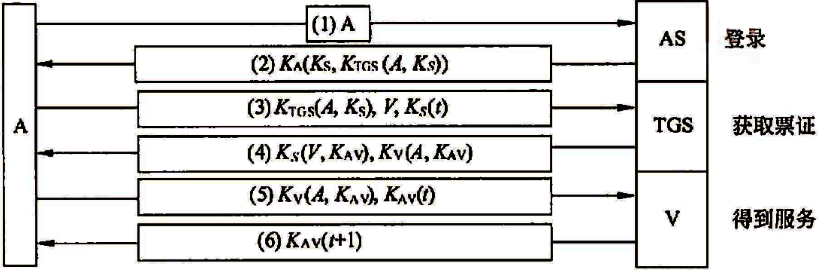 (1) A
AS
登录
(2) KA(KS, KTGS (A, KS))
(3) KTGS(A, KS), V, KS(t)
A
TGS
获取票证
(4) KS(V, KAV), KV(A, KAV)
(5) KV(A, KAV), KAV(t)
V
得到服务
(6) KAV(t+1)